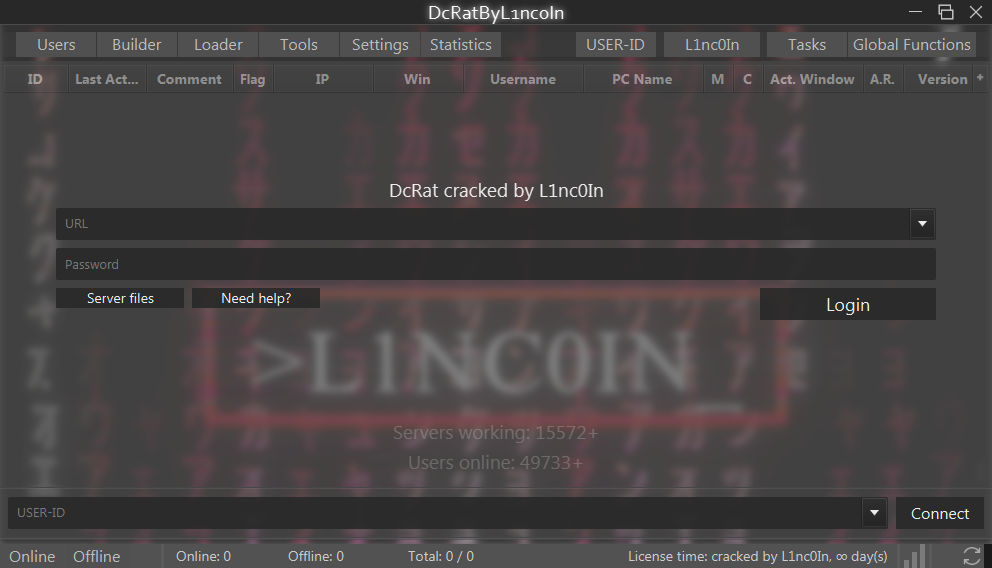 DcRatByL1ncoln
Users Builder Loader Tools Settings Statistics USER-ID L1nc0In Tasks Global Functions
ID Last Act... Comment Flag IP Win Username PC Name M C Act. Window A.R. Version +
DcRat cracked by L1nc0In
URL
Password
Server files Need help? Login
>L1NC0IN_
Servers working: 15572+
Users online: 49733+
USER-ID Connect
Online Offline Online: 0 Offline: 0 Total: 0 / 0 License time: cracked by L1nc0In, ∞ day(s)